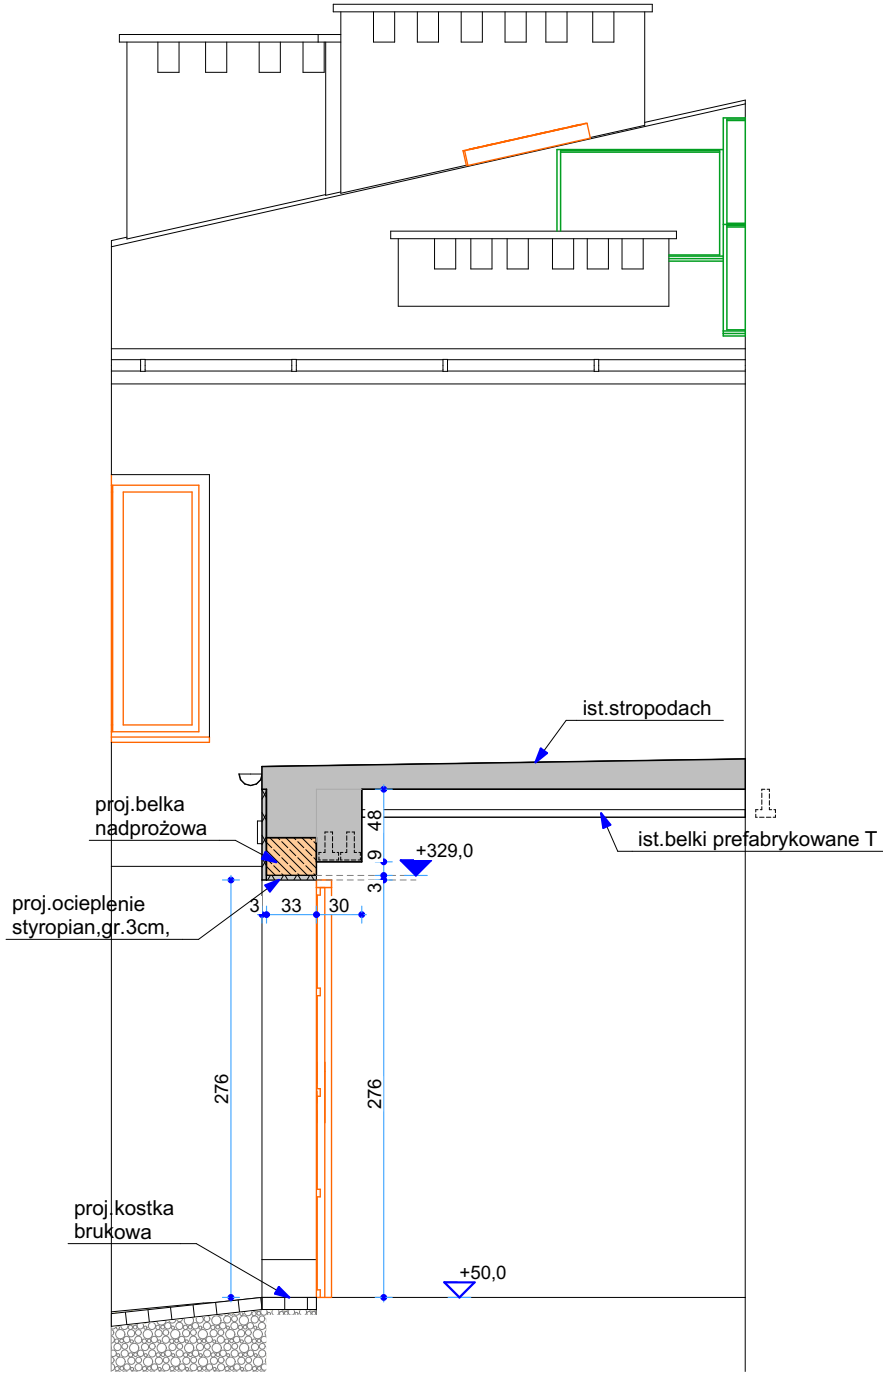 ist.stropodach
proj.belka
nadprożowa
48
ist.belki prefabrykowane T
+329,0
9
3
proj.ocieplenie
styropian,gr.3cm,
3 33 30
276
276
proj.kostka
brukowa
+50,0